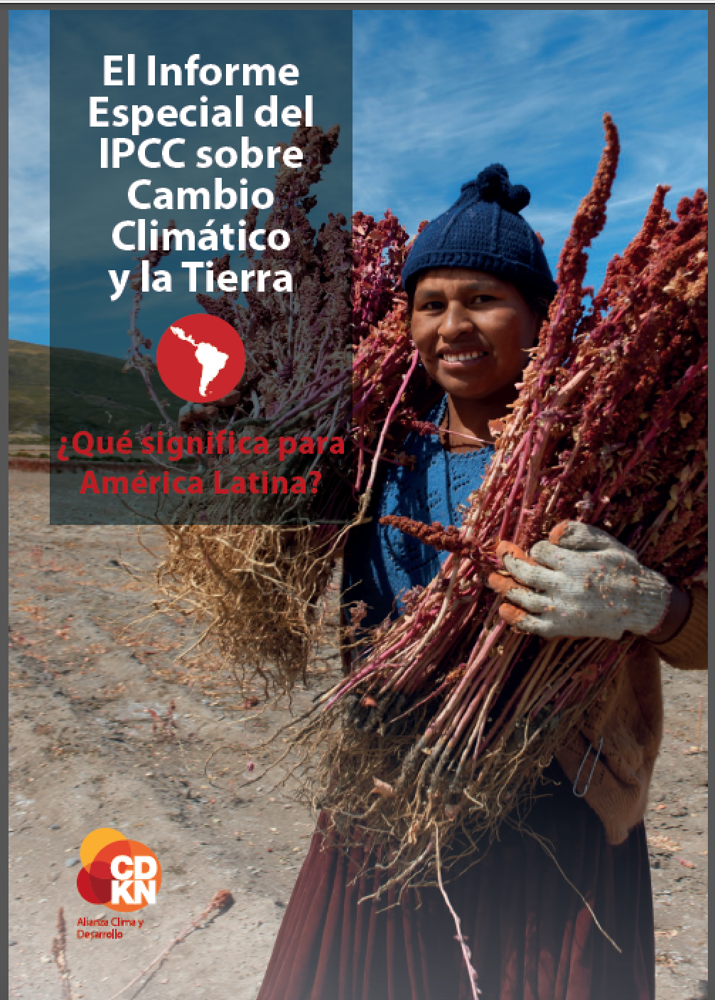 El Informe
Especial del
IPCC sobre
Cambio
Climático
y la Tierra
¿Qué significa para
América Latina?
CD
KN
Alianza Clima y
Desarrollo